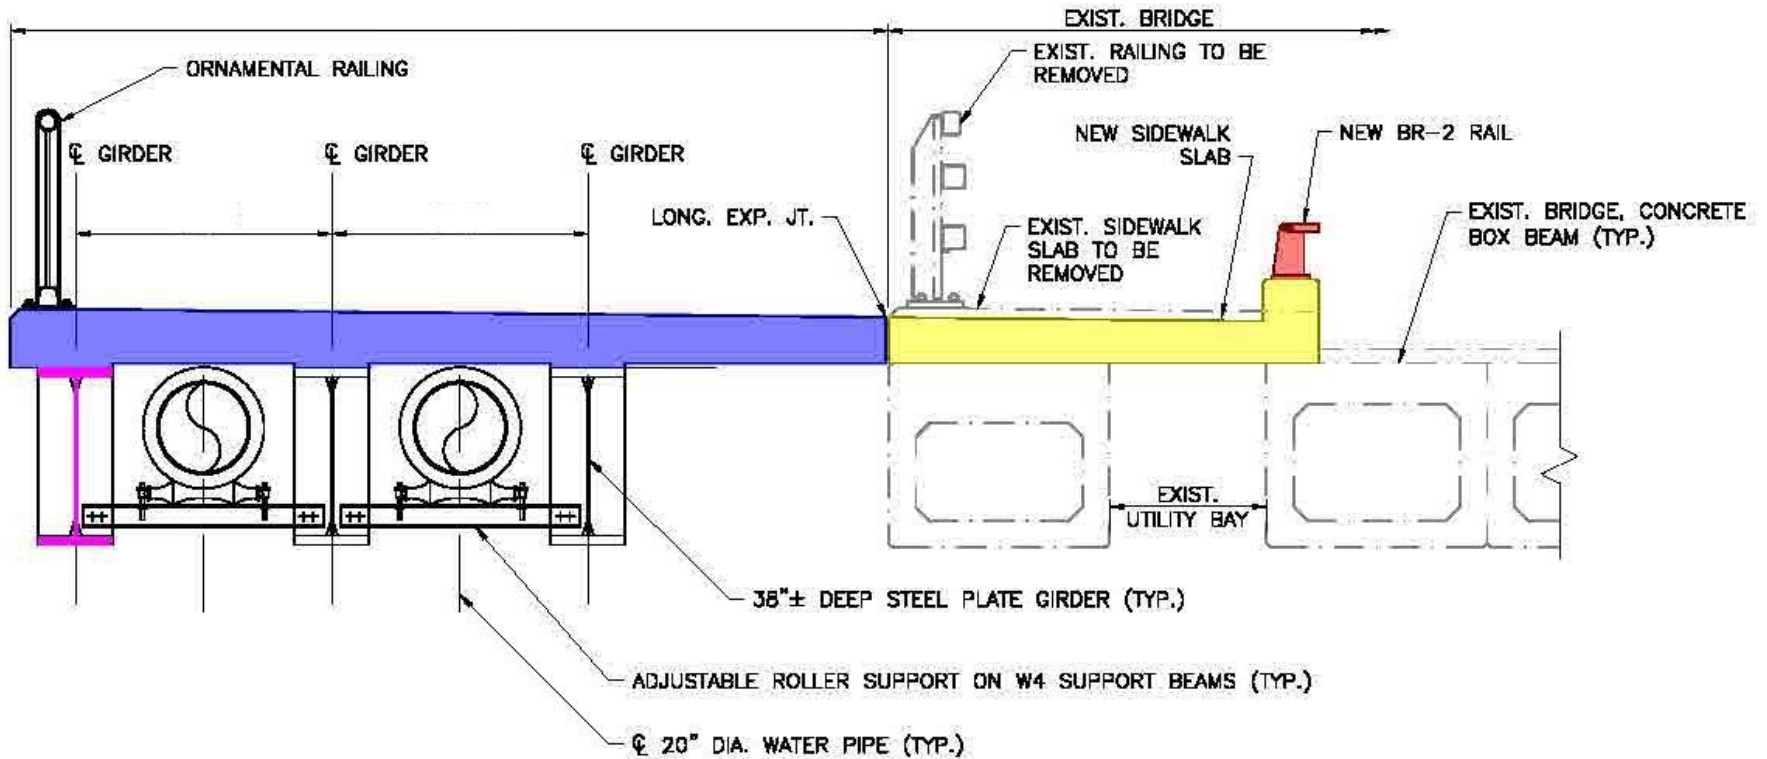 EXIST. BRIDGE
ORNAMENTAL RAILING
EXIST. RAILING TO BE
REMOVED
℄ GIRDER
℄ GIRDER
℄ GIRDER
NEW SIDEWALK
SLAB
NEW BR-2 RAIL
LONG. EXP. JT.
EXIST. SIDEWALK
SLAB TO BE
REMOVED
EXIST. BRIDGE, CONCRETE
BOX BEAM (TYP.)
EXIST.
UTILITY BAY
38"± DEEP STEEL PLATE GIRDER (TYP.)
ADJUSTABLE ROLLER SUPPORT ON W4 SUPPORT BEAMS (TYP.)
℄ 20" DIA. WATER PIPE (TYP.)